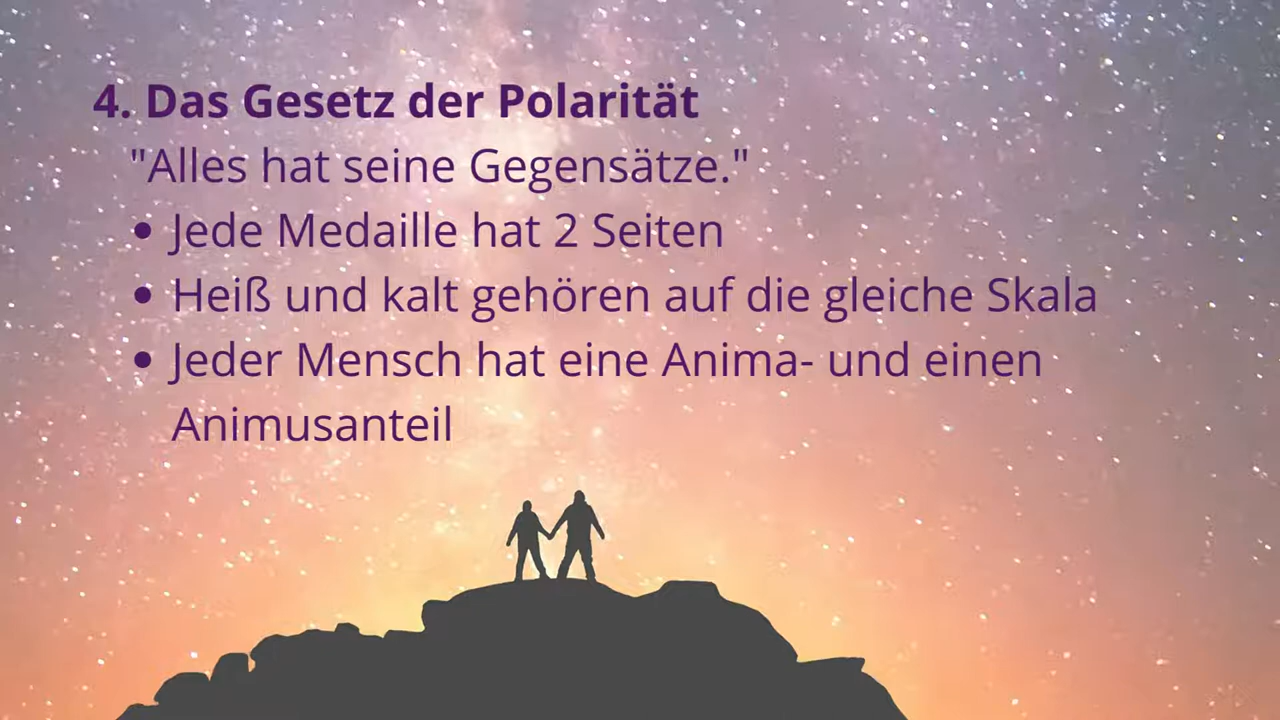 4. Das Gesetz der Polarität
"Alles hat seine Gegensätze."
• Jede Medaille hat 2 Seiten
• Heiß und kalt gehören auf die gleiche Skala
• Jeder Mensch hat eine Anima- und einen
Animusanteil